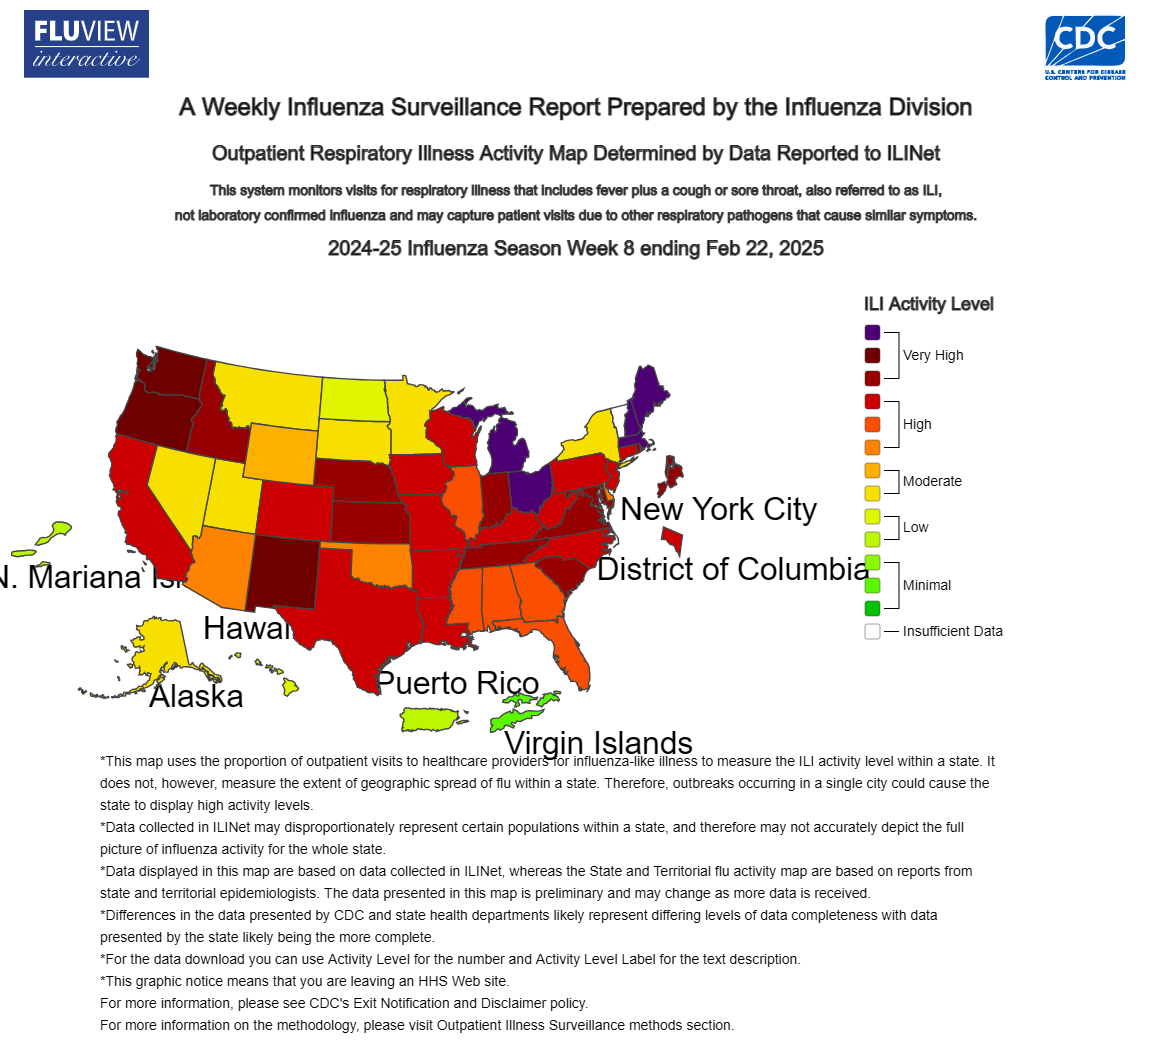 FLUVIEW
interactive
CDC
U.S. CENTERS FOR DISEASE
CONTROL AND PREVENTION
A Weekly Influenza Surveillance Report Prepared by the Influenza Division
Outpatient Respiratory Illness Activity Map Determined by Data Reported to ILINet
This system monitors visits for respiratory illness that includes fever plus a cough or sore throat, also referred to as ILI,
not laboratory confirmed influenza and may capture patient visits due to other respiratory pathogens that cause similar symptoms.
2024-25 Influenza Season Week 8 ending Feb 22, 2025
ILI Activity Level
Very High
High
Moderate
Low
Minimal
Insufficient Data
New York City
District of Columbia
N. Mariana Isl
Hawai
Alaska
Puerto Rico
Virgin Islands
*This map uses the proportion of outpatient visits to healthcare providers for influenza-like illness to measure the ILI activity level within a state. It
does not, however, measure the extent of geographic spread of flu within a state. Therefore, outbreaks occurring in a single city could cause the
state to display high activity levels.
*Data collected in ILINet may disproportionately represent certain populations within a state, and therefore may not accurately depict the full
picture of influenza activity for the whole state.
*Data displayed in this map are based on data collected in ILINet, whereas the State and Territorial flu activity map are based on reports from
state and territorial epidemiologists. The data presented in this map is preliminary and may change as more data is received.
*Differences in the data presented by CDC and state health departments likely represent differing levels of data completeness with data
presented by the state likely being the more complete.
*For the data download you can use Activity Level for the number and Activity Level Label for the text description.
*This graphic notice means that you are leaving an HHS Web site.
For more information, please see CDC's Exit Notification and Disclaimer policy.
For more information on the methodology, please visit Outpatient Illness Surveillance methods section.